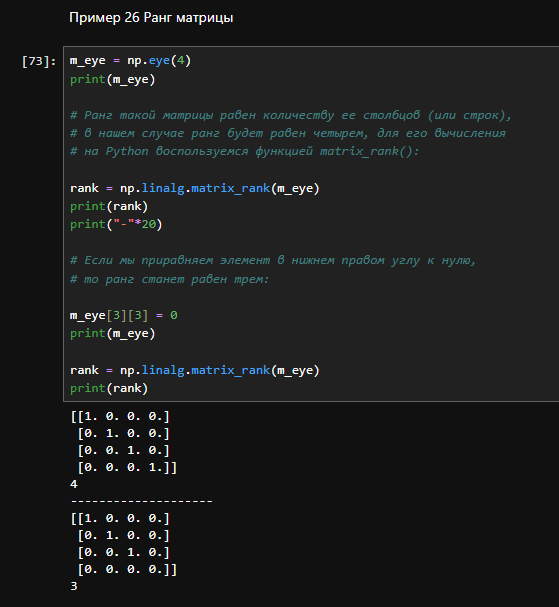 Пример 26 Ранг матрицы
[73]:
m_eye = np.eye(4)
print(m_eye)
# Ранг такой матрицы равен количеству ее столбцов (или строк),
# в нашем случае ранг будет равен четырем, для его вычисления
# на Python воспользуемся функцией matrix_rank():
rank = np.linalg.matrix_rank(m_eye)
print(rank)
print("-"*20)
# Если мы приравняем элемент в нижнем правом углу к нулю,
# то ранг станет равен трем:
m_eye[3][3] = 0
print(m_eye)
rank = np.linalg.matrix_rank(m_eye)
print(rank)
[[1. 0. 0. 0.]
 [0. 1. 0. 0.]
 [0. 0. 1. 0.]
 [0. 0. 0. 1.]]
4
--------------------
[[1. 0. 0. 0.]
 [0. 1. 0. 0.]
 [0. 0. 1. 0.]
 [0. 0. 0. 0.]]
3